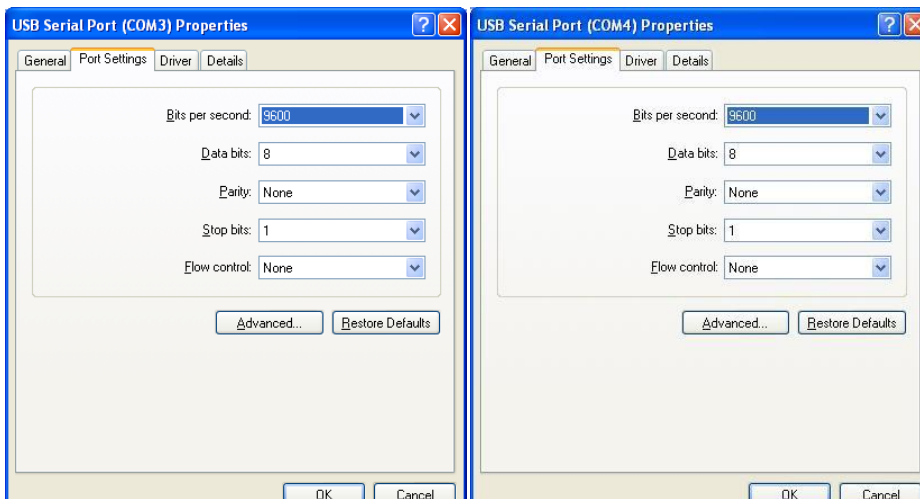 USB Serial Port (COM3) Properties
General Port Settings Driver Details
Bits per second: 9600
Data bits: 8
Parity: None
Stop bits: 1
Flow control: None
Advanced... Restore Defaults
OK Cancel
USB Serial Port (COM4) Properties
General Port Settings Driver Details
Bits per second: 9600
Data bits: 8
Parity: None
Stop bits: 1
Flow control: None
Advanced... Restore Defaults
OK Cancel